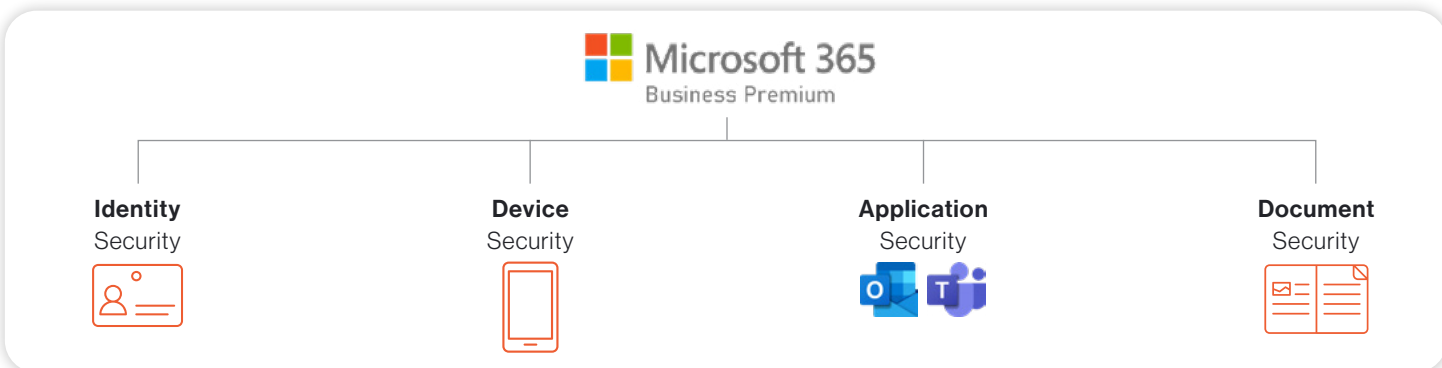 Microsoft 365
Business Premium
Identity
Security
Device
Security
Application
Security
O
T
Document
Security